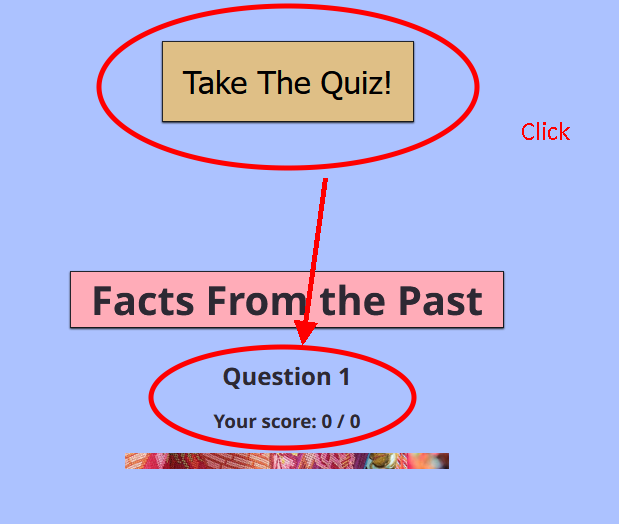 Take The Quiz!
Click
Facts From the Past
Question 1
Your score: 0 / 0